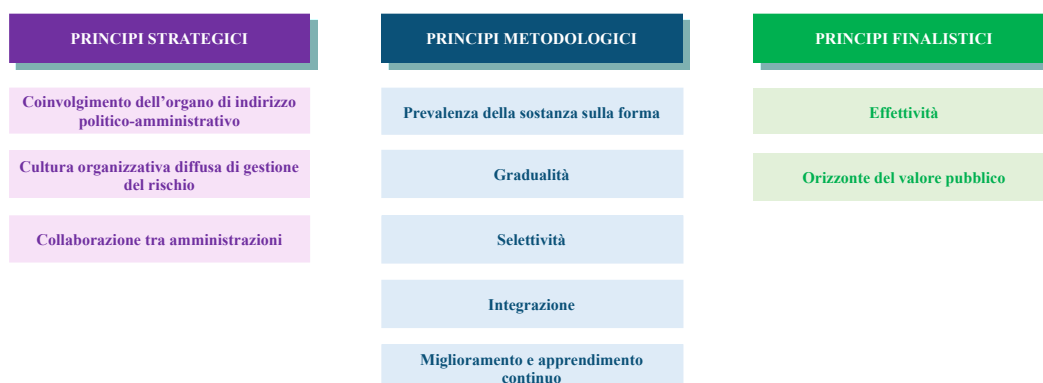 PRINCIPI STRATEGICI
Coinvolgimento dell’organo di indirizzo
politico-amministrativo
Cultura organizzativa diffusa di gestione
del rischio
Collaborazione tra amministrazioni
PRINCIPI METODOLOGICI
Prevalenza della sostanza sulla forma
Gradualità
Selettività
Integrazione
Miglioramento e apprendimento
continuo
PRINCIPI FINALISTICI
Effettività
Orizzonte del valore pubblico